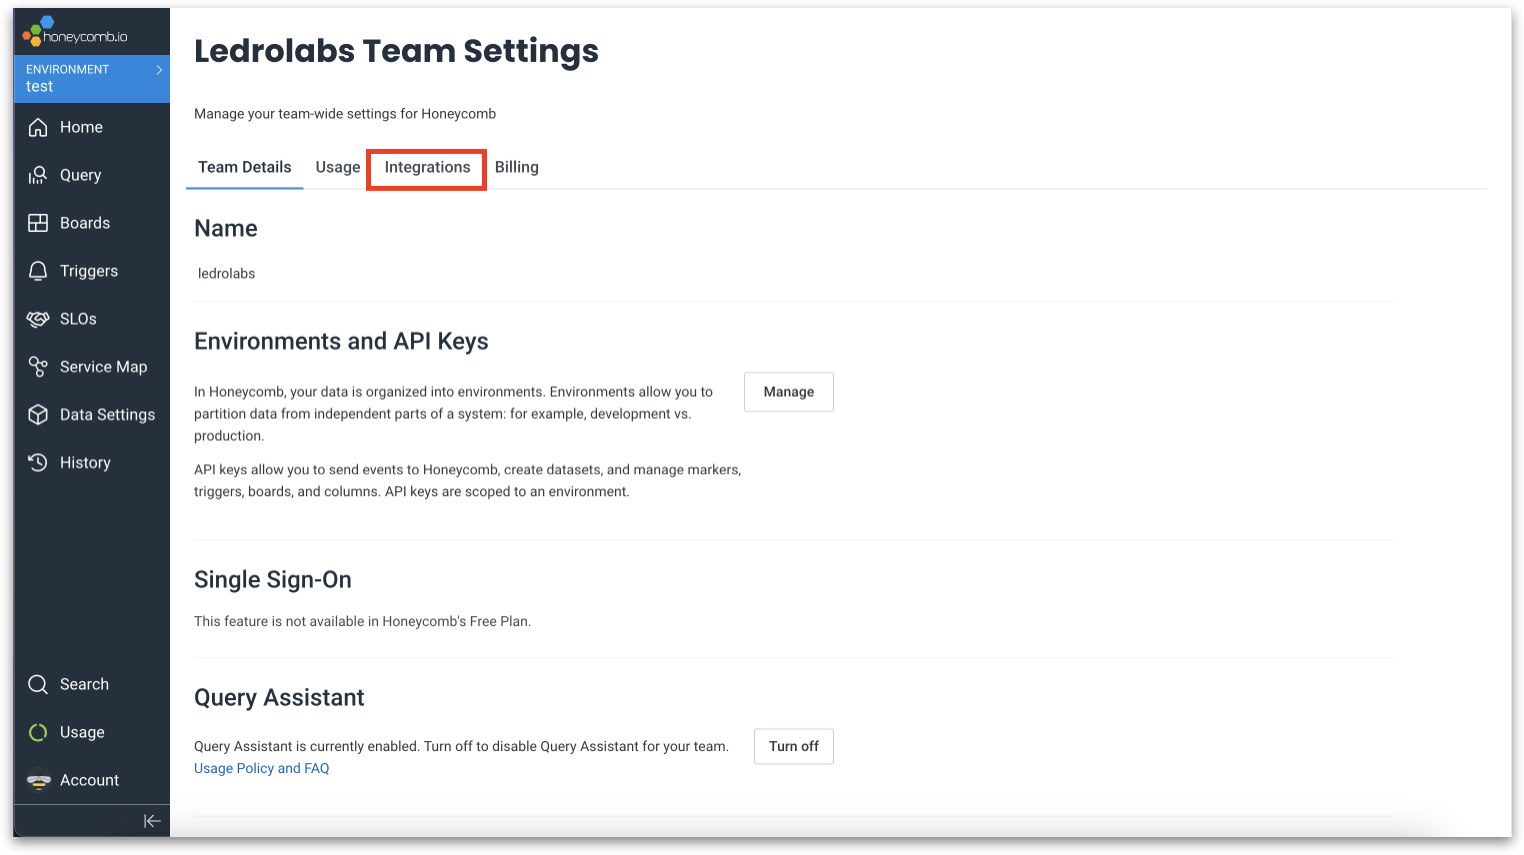 honeycomb.io
ENVIRONMENT
test
Home
Query
Boards
Triggers
SLOs
Service Map
Data Settings
History
Search
Usage
Account
Ledrolabs Team Settings
Manage your team-wide settings for Honeycomb
Team Details Usage Integrations Billing
Name
ledrolabs
Environments and API Keys
In Honeycomb, your data is organized into environments. Environments allow you to
partition data from independent parts of a system: for example, development vs.
production.
Manage
API keys allow you to send events to Honeycomb, create datasets, and manage markers,
triggers, boards, and columns. API keys are scoped to an environment.
Single Sign-On
This feature is not available in Honeycomb's Free Plan.
Query Assistant
Query Assistant is currently enabled. Turn off to disable Query Assistant for your team.
Usage Policy and FAQ
Turn off